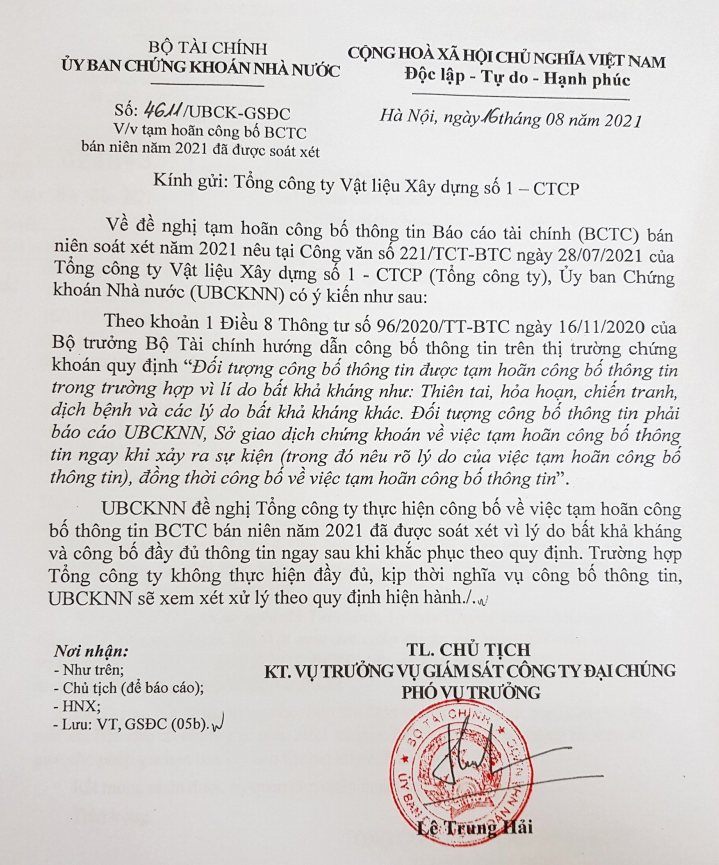 BỘ TÀI CHÍNH
ỦY BAN CHỨNG KHOÁN NHÀ NƯỚC
CỘNG HOÀ XÃ HỘI CHỦ NGHĨA VIỆT NAM
Độc lập - Tự do - Hạnh phúc
Số: 4611/UBCK-GSĐC
V/v tạm hoãn công bố BCTC
bán niên năm 2021 đã được soát xét
Hà Nội, ngày 16 tháng 08 năm 2021
Kính gửi: Tổng công ty Vật liệu Xây dựng số 1 – CTCP
Về đề nghị tạm hoãn công bố thông tin Báo cáo tài chính (BCTC) bán
niên soát xét năm 2021 nêu tại Công văn số 221/TCT-BTC ngày 28/07/2021 của
Tổng công ty Vật liệu Xây dựng số 1 - CTCP (Tổng công ty), Ủy ban Chứng
khoán Nhà nước (UBCKNN) có ý kiến như sau:
Theo khoản 1 Điều 8 Thông tư số 96/2020/TT-BTC ngày 16/11/2020 của
Bộ trưởng Bộ Tài chính hướng dẫn công bố thông tin trên thị trường chứng
khoán quy định “Đối tượng công bố thông tin được tạm hoãn công bố thông tin
trong trường hợp vì lí do bất khả kháng như: Thiên tai, hỏa hoạn, chiến tranh,
dịch bệnh và các lý do bất khả kháng khác. Đối tượng công bố thông tin phải
báo cáo UBCKNN, Sở giao dịch chứng khoán về việc tạm hoãn công bố thông
tin ngay khi xảy ra sự kiện (trong đó nêu rõ lý do của việc tạm hoãn công bố
thông tin), đồng thời công bố về việc tạm hoãn công bố thông tin”.
UBCKNN đề nghị Tổng công ty thực hiện công bố về việc tạm hoãn công
bố thông tin BCTC bán niên năm 2021 đã được soát xét vì lý do bất khả kháng
và công bố đầy đủ thông tin ngay sau khi khắc phục theo quy định. Trường hợp
Tổng công ty không thực hiện đầy đủ, kịp thời nghĩa vụ công bố thông tin,
UBCKNN sẽ xem xét xử lý theo quy định hiện hành./.
Nơi nhận:
- Như trên;
- Chủ tịch (để báo cáo);
- HNX;
- Lưu: VT, GSĐC (05b).
TL. CHỦ TỊCH
KT. VỤ TRƯỞNG VỤ GIÁM SÁT CÔNG TY ĐẠI CHÚNG
PHÓ VỤ TRƯỞNG
BỘ TÀI CHÍNH
ỦY BAN
Lê Trung Hải